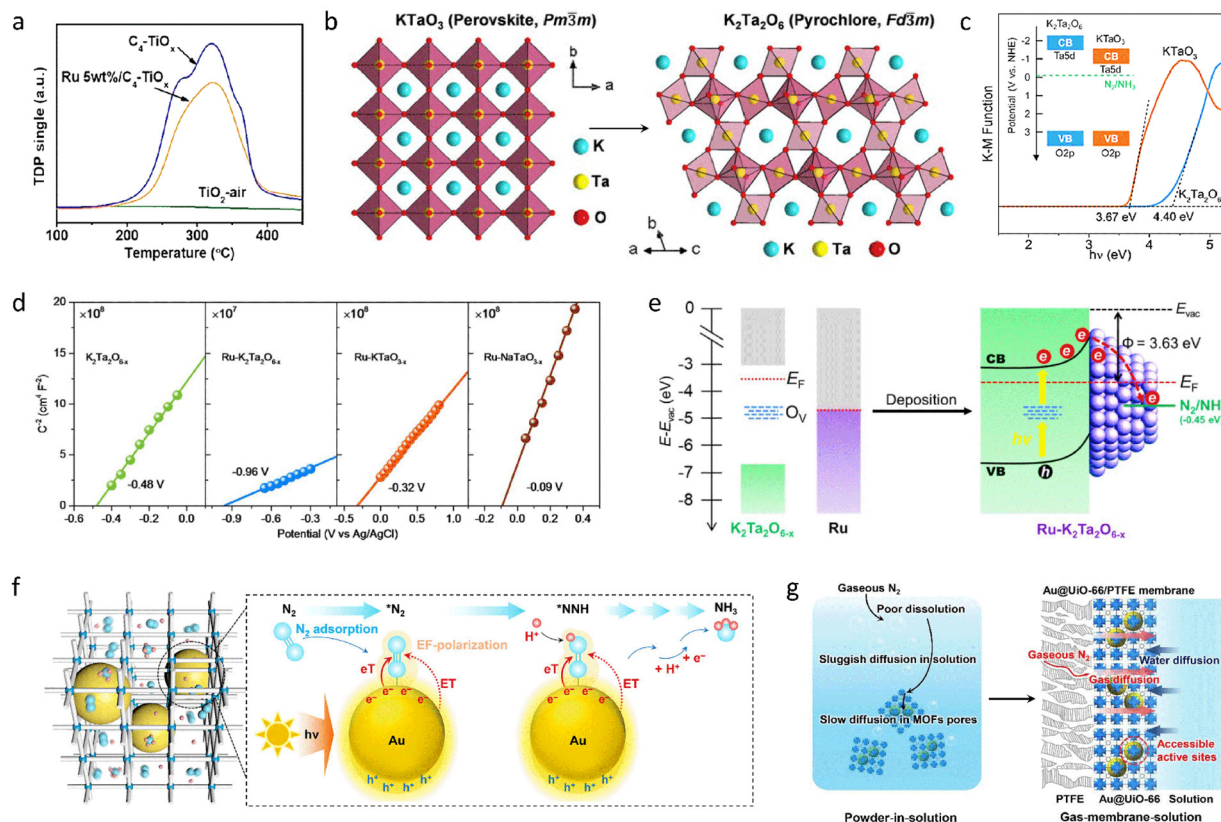 a
TDP single (a.u.)
C4-TiOx
Ru 5wt%/C4-TiOx
TiO2-air
100
200
300
400
Temperature (°C)
b
KTaO3 (Perovskite, Pm3̅m)
K2Ta2O6 (Pyrochlore, Fd3̅m)
b
a
K
Ta
O
b
a
c
K
Ta
O
c
K-M Function
K2Ta2O6
CB
Ta5d
KTaO3
CB
Ta5d
Potential (V vs. NHE)
-2
-1
0
1
2
3
N2/NH3
VB
VB
O2p
O2p
KTaO3
K2Ta2O6
3.67 eV
4.40 eV
2
3
4
5
hν (eV)
d
C-2 (cm4 F-2)
20
15
10
5
0
×10^8
×10^7
×10^8
×10^8
K2Ta2O6-x
Ru-K2Ta2O6-x
Ru-KTaO3-x
Ru-NaTaO3-x
-0.48 V
-0.96 V
-0.32 V
-0.09 V
-0.6
-0.4
-0.2
0.0
-0.9
-0.6
-0.3
0.0
0.5
1.0
-0.2
0.0
0.2
0.4
Potential (V vs Ag/AgCl)
e
E-Evac (eV)
0
-3
-4
-5
-6
-7
-8
EF
OV
K2Ta2O6-x
Ru
Deposition
Evac
Φ = 3.63 eV
e
e
e
e
e
CB
EF
N2/NH
(-0.45 eV)
hν
VB
h
Ru-K2Ta2O6-x
f
N2
*N2
*NNH
NH3
N2 adsorption
EF-polarization
H+
+ H+
+ e-
eT
ET
eT
ET
e-
e-
e-
e-
e-
e-
hν
Au
Au
h+
h+
h+
h+
h+
h+
h+
h+
g
Gaseous N2
Poor dissolution
Sluggish diffusion in solution
Slow diffusion in MOFs pores
Powder-in-solution
Au@UiO-66/PTFE membrane
Gaseous N2
Water diffusion
Gas diffusion
Accessible
active sites
PTFE
Au@UiO-66
Solution
Gas-membrane-solution